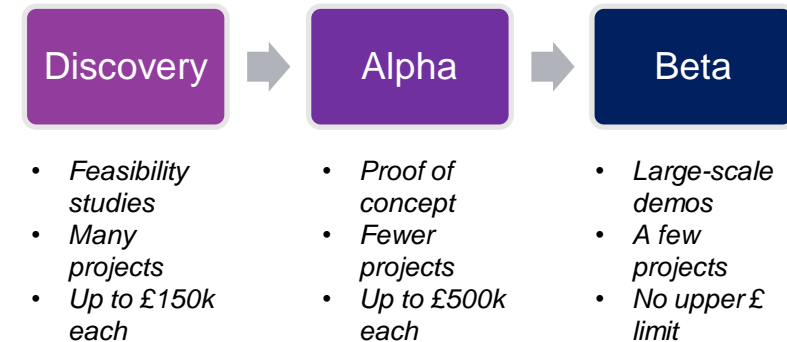 Discovery
Alpha
Beta
• Feasibility
studies
• Many
projects
• Up to £150k
each
• Proof of
concept
• Fewer
projects
• Up to £500k
each
• Large-scale
demos
• A few
projects
• No upper £
limit